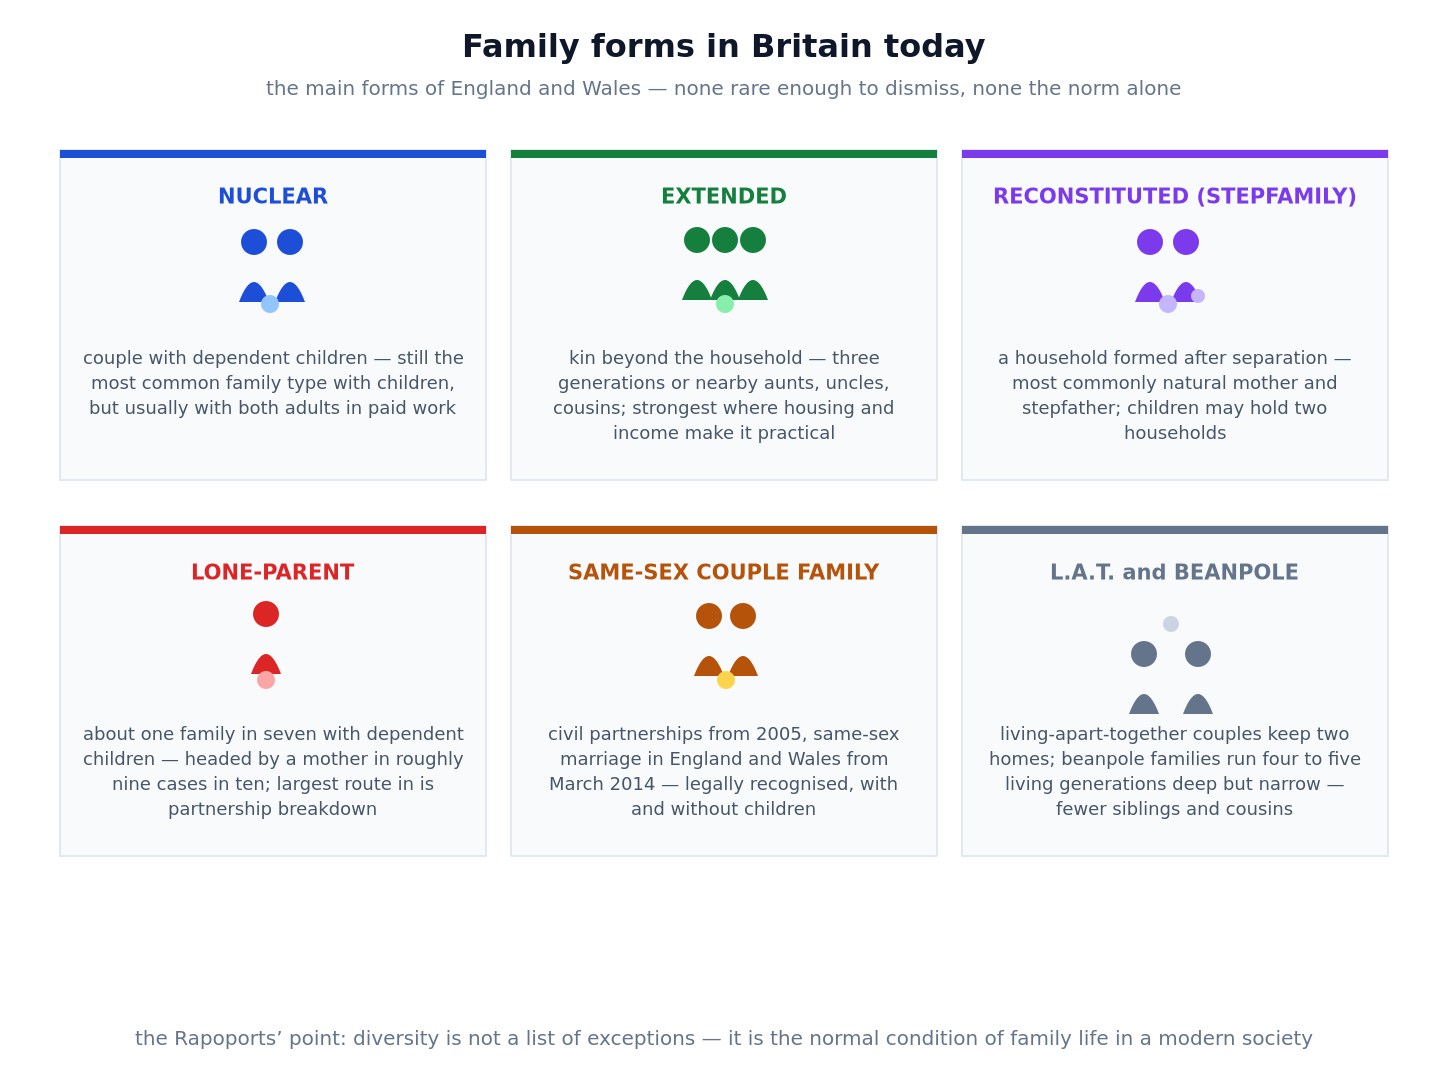 Family forms in Britain today
the main forms of England and Wales — none rare enough to dismiss, none the norm alone
NUCLEAR
couple with dependent children — still the
most common family type with children,
but usually with both adults in paid work
EXTENDED
kin beyond the household — three
generations or nearby aunts, uncles,
cousins; strongest where housing and
income make it practical
RECONSTITUTED (STEPFAMILY)
a household formed after separation —
most commonly natural mother and
stepfather; children may hold two
households
LONE-PARENT
about one family in seven with dependent
children — headed by a mother in roughly
nine cases in ten; largest route in is
partnership breakdown
SAME-SEX COUPLE FAMILY
civil partnerships from 2005, same-sex
marriage in England and Wales from
March 2014 — legally recognised, with
and without children
L.A.T. and BEANPOLE
living-apart-together couples keep two
homes; beanpole families run four to five
living generations deep but narrow —
fewer siblings and cousins
the Rapoports’ point: diversity is not a list of exceptions — it is the normal condition of family life in a modern society